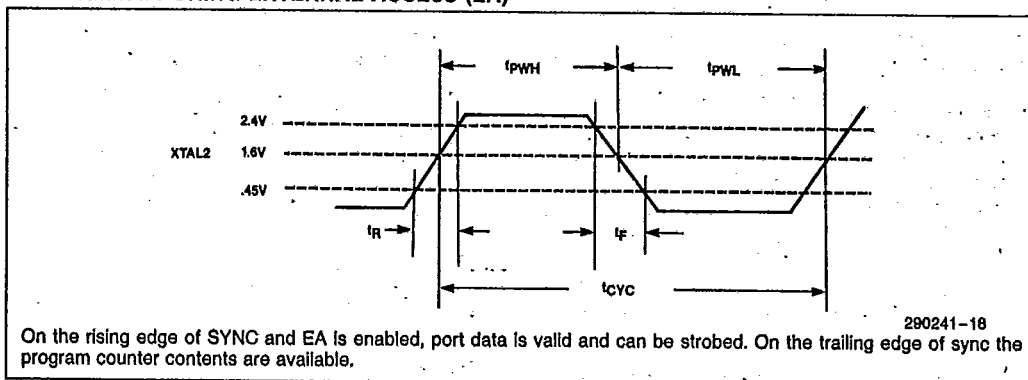 tPWH
tPWL
2.4V
XTAL2 1.6V
.45V
tR
tF
tCYC
290241-18
On the rising edge of SYNC and EA is enabled, port data is valid and can be strobed. On the trailing edge of sync the
program counter contents are available.